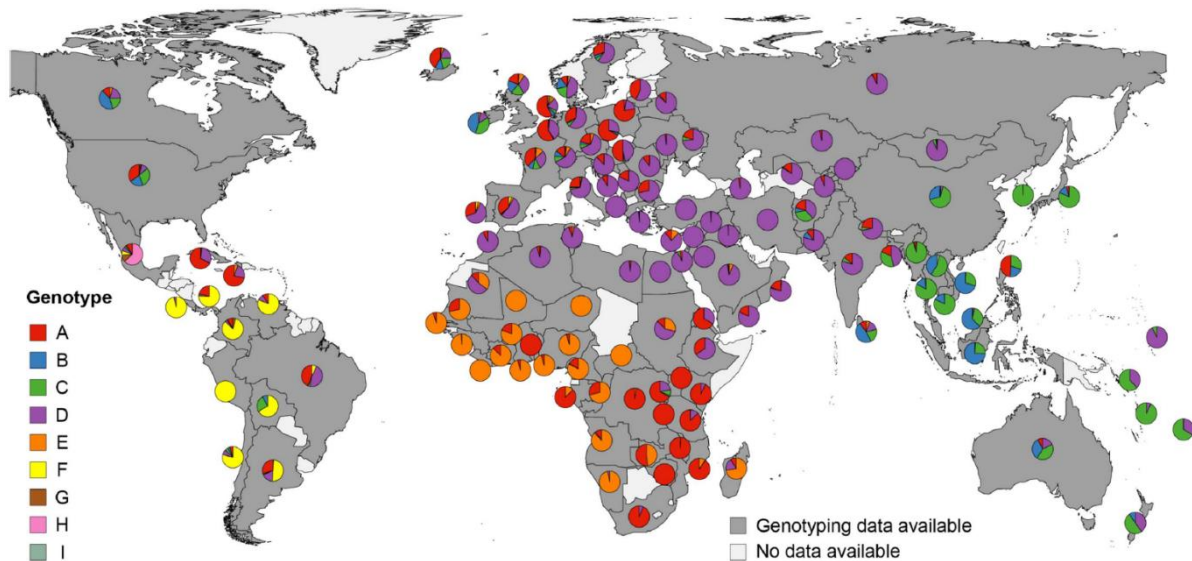 Genotype
A
B
C
D
E
F
G
H
I
Genotyping data available
No data available